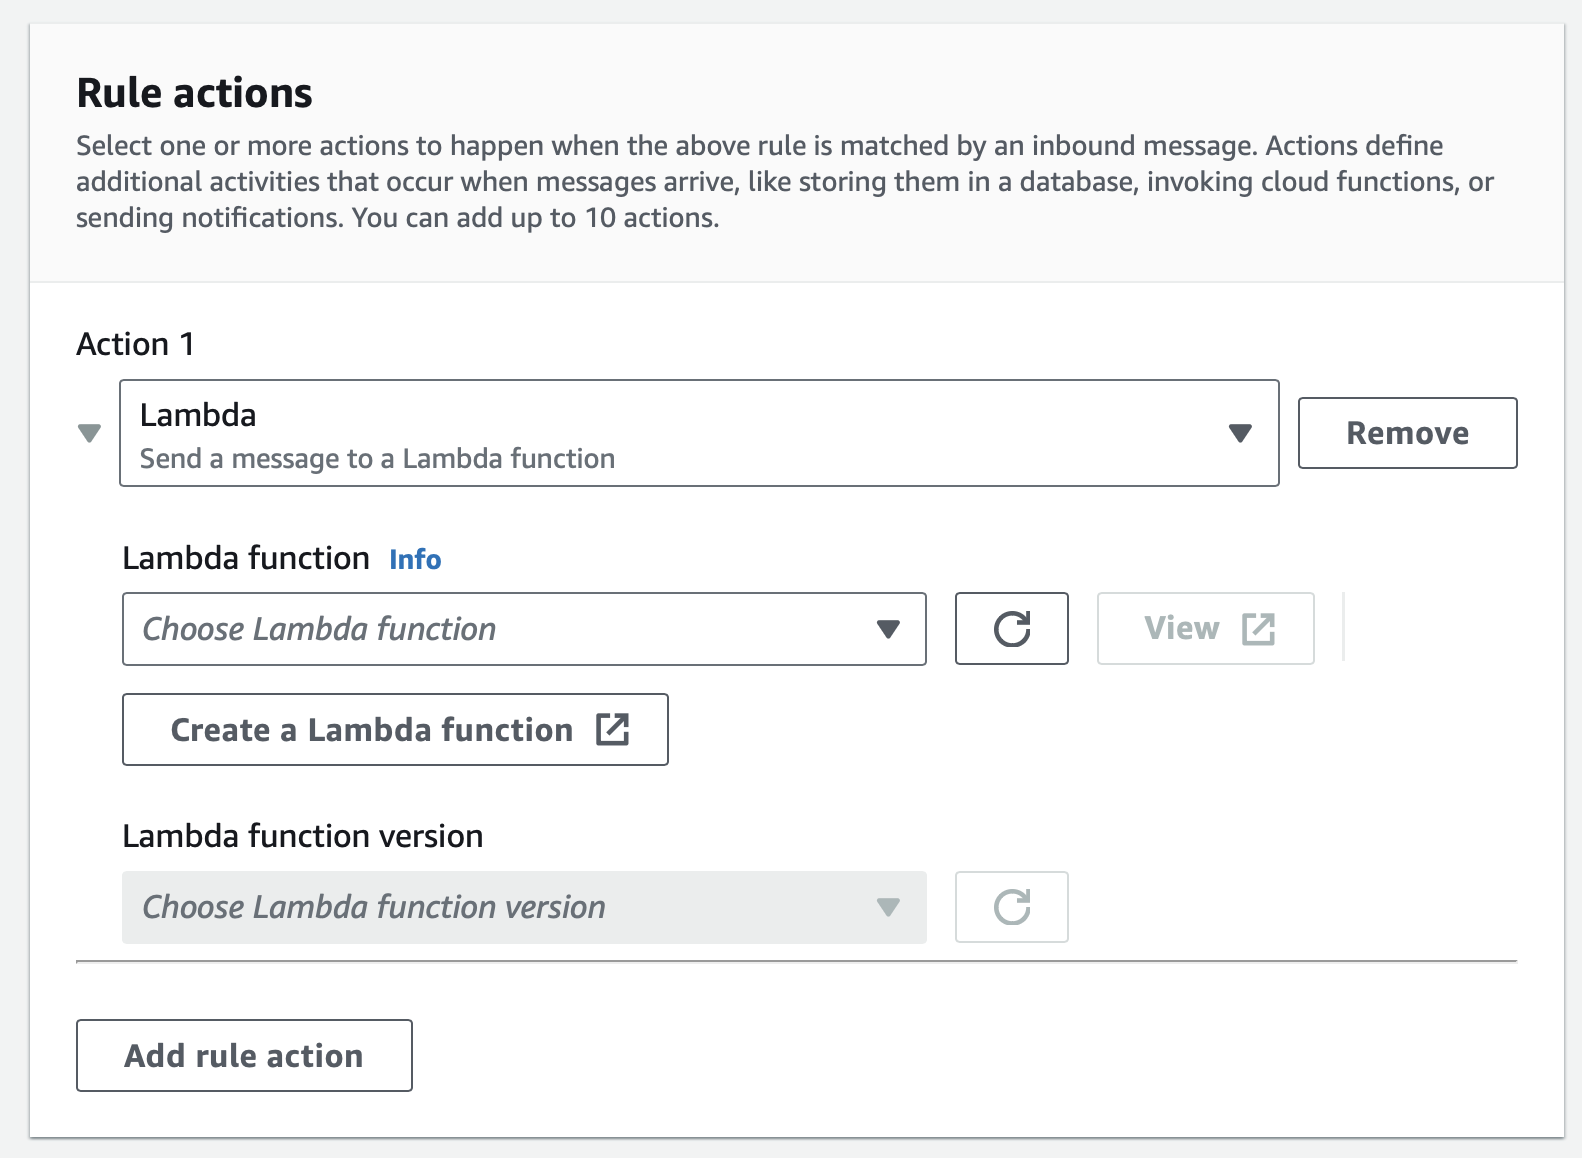 Rule actions
Select one or more actions to happen when the above rule is matched by an inbound message. Actions define
additional activities that occur when messages arrive, like storing them in a database, invoking cloud functions, or
sending notifications. You can add up to 10 actions.
Action 1
Lambda
Send a message to a Lambda function
Remove
Lambda function Info
Choose Lambda function
View
Create a Lambda function
Lambda function version
Choose Lambda function version
Add rule action